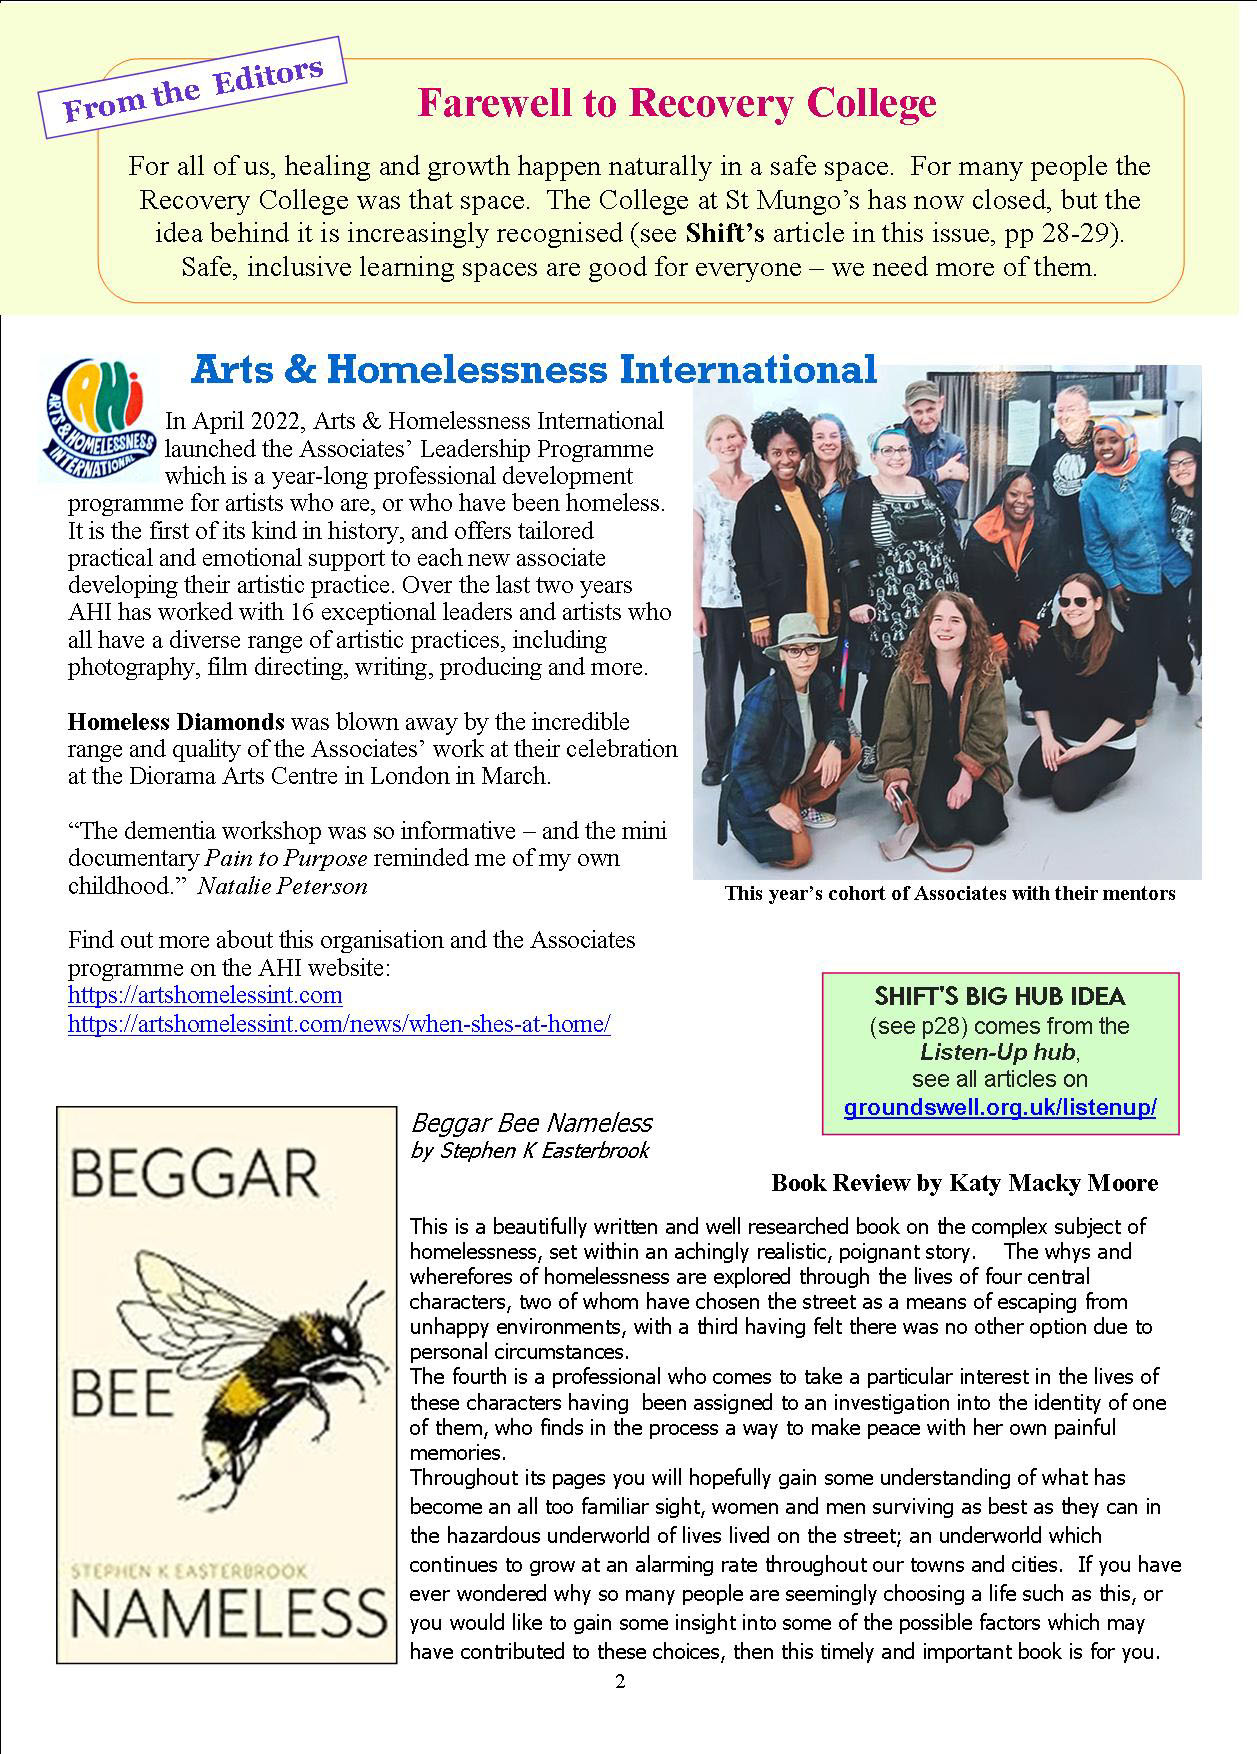 From the Editors
Farewell to Recovery College
For all of us, healing and growth happen naturally in a safe space.  For many people the
Recovery College was that space.  The College at St Mungo's has now closed, but the
idea behind it is increasingly recognised (see Shift's article in this issue, pp 28-29).
Safe, inclusive learning spaces are good for everyone – we need more of them.
AHi
ARTS & HOMELESSNESS
INTERNATIONAL
Arts & Homelessness International
In April 2022, Arts & Homelessness International
launched the Associates' Leadership Programme
which is a year-long professional development
programme for artists who are, or who have been homeless.
It is the first of its kind in history, and offers tailored
practical and emotional support to each new associate
developing their artistic practice. Over the last two years
AHI has worked with 16 exceptional leaders and artists who
all have a diverse range of artistic practices, including
photography, film directing, writing, producing and more.
Homeless Diamonds was blown away by the incredible
range and quality of the Associates' work at their celebration
at the Diorama Arts Centre in London in March.
“The dementia workshop was so informative – and the mini
documentary Pain to Purpose reminded me of my own
childhood.”  Natalie Peterson
Find out more about this organisation and the Associates
programme on the AHI website:
https://artshomelessint.com
https://artshomelessint.com/news/when-shes-at-home/
This year's cohort of Associates with their mentors
SHIFT'S BIG HUB IDEA
(see p28) comes from the
Listen-Up hub,
see all articles on
groundswell.org.uk/listenup/
BEGGAR
BEE
STEPHEN K EASTERBROOK
NAMELESS
Beggar Bee Nameless
by Stephen K Easterbrook
Book Review by Katy Macky Moore
This is a beautifully written and well researched book on the complex subject of
homelessness, set within an achingly realistic, poignant story.    The whys and
wherefores of homelessness are explored through the lives of four central
characters, two of whom have chosen the street as a means of escaping from
unhappy environments, with a third having felt there was no other option due to
personal circumstances.
The fourth is a professional who comes to take a particular interest in the lives of
these characters having  been assigned to an investigation into the identity of one
of them, who finds in the process a way to make peace with her own painful
memories.
Throughout its pages you will hopefully gain some understanding of what has
become an all too familiar sight, women and men surviving as best as they can in
the hazardous underworld of lives lived on the street; an underworld which
continues to grow at an alarming rate throughout our towns and cities.  If you have
ever wondered why so many people are seemingly choosing a life such as this, or
you would like to gain some insight into some of the possible factors which may
have contributed to these choices, then this timely and important book is for you.
2